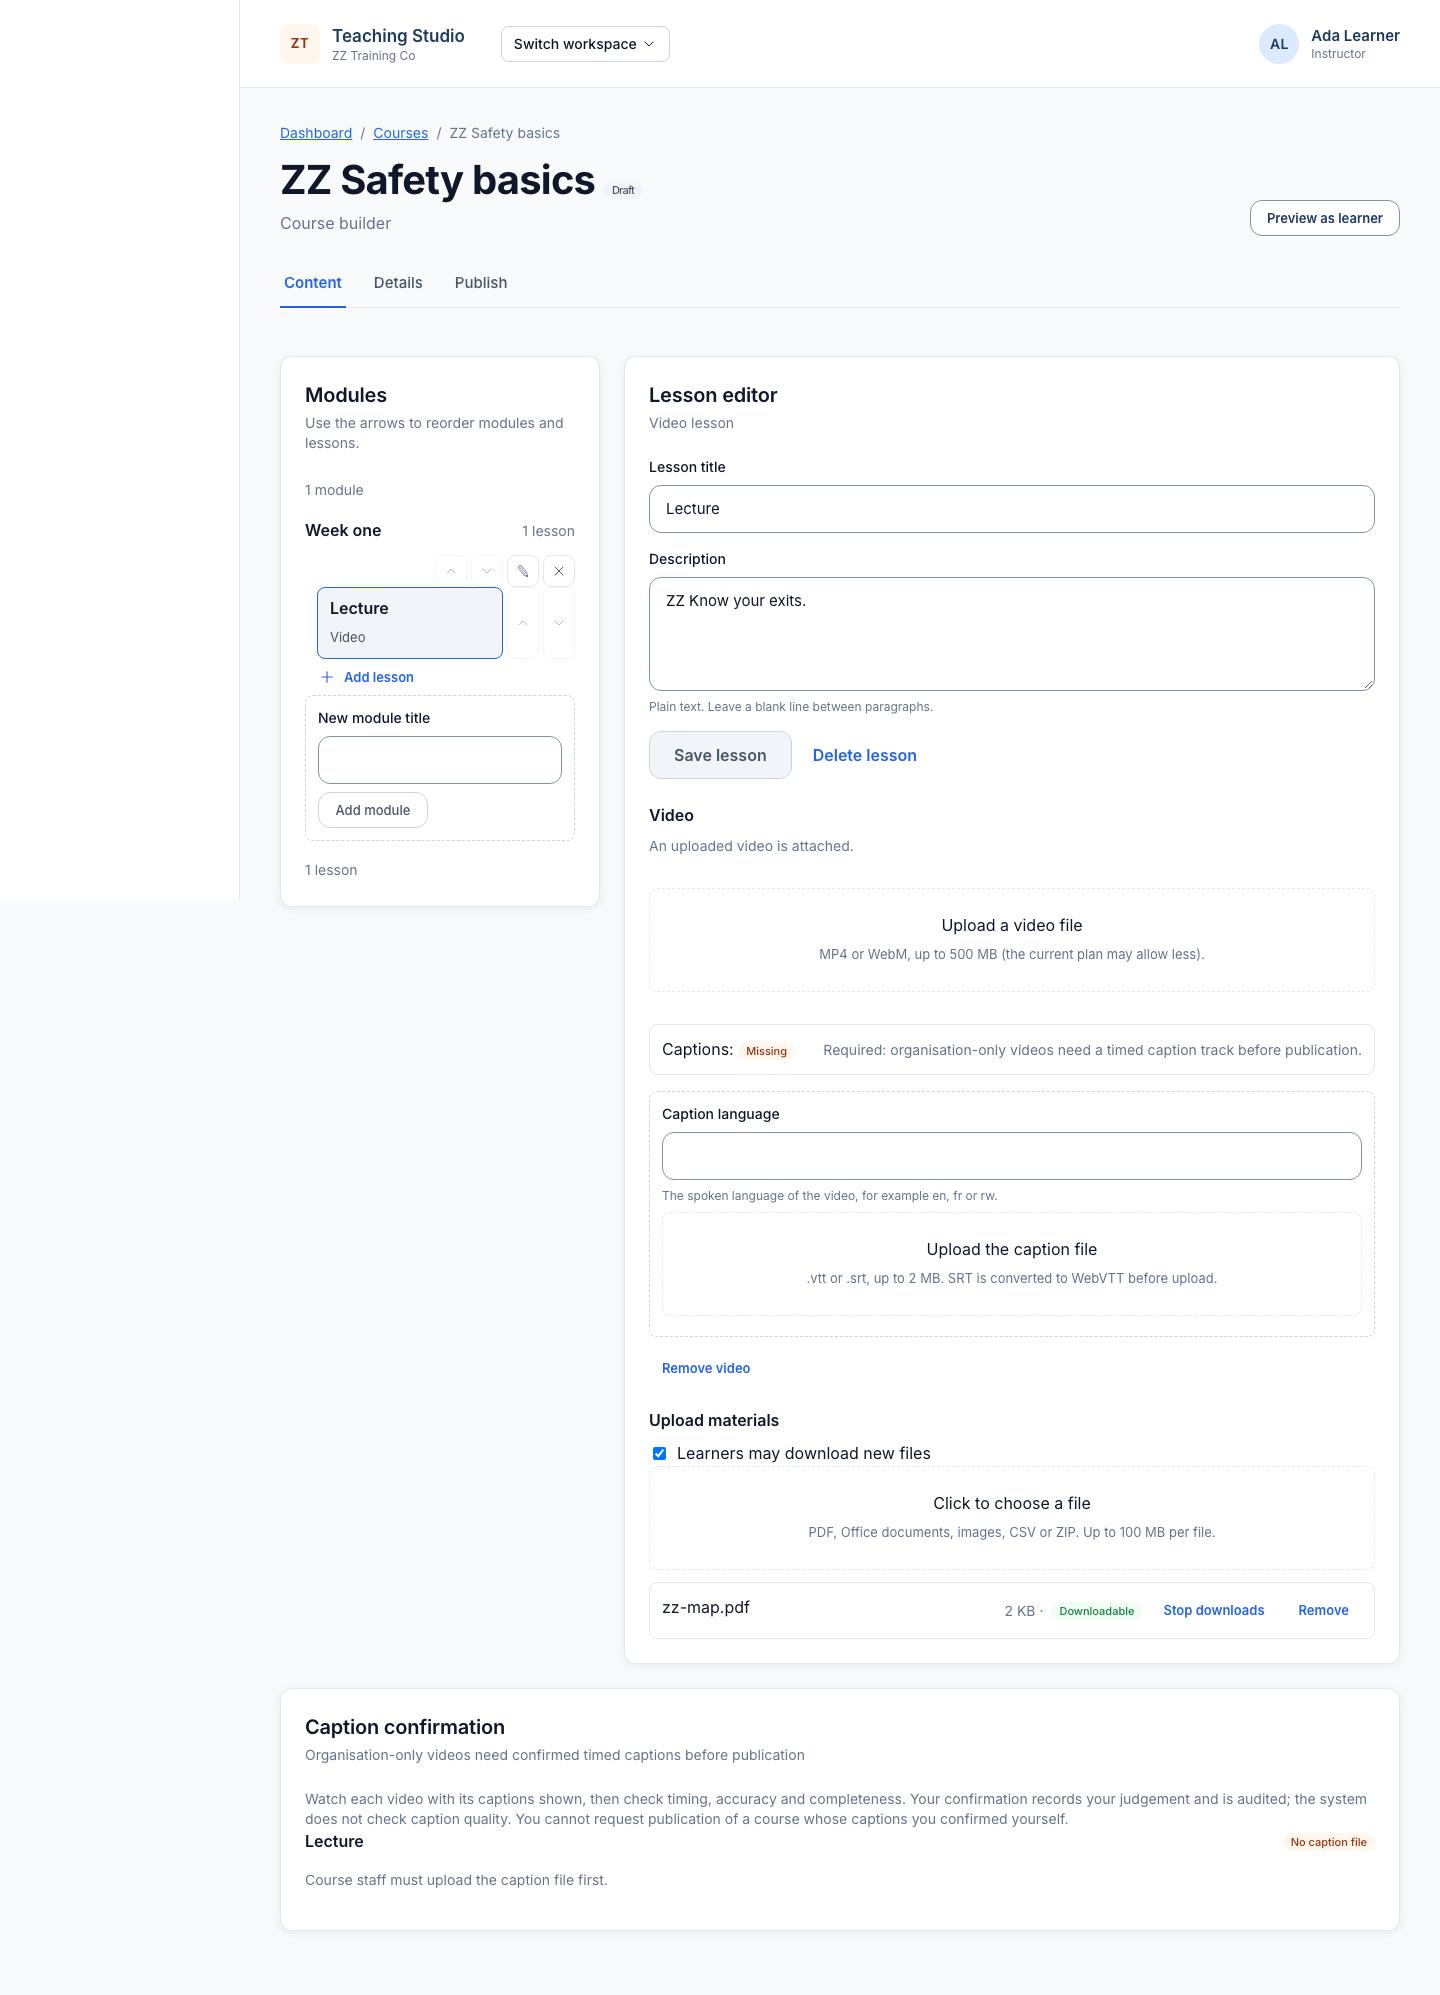 ZT
Teaching Studio
ZZ Training Co
Switch workspace
AL
Ada Learner
Instructor
Dashboard / Courses / ZZ Safety basics
ZZ Safety basics Draft
Course builder
Preview as learner
Content Details Publish
Modules
Use the arrows to reorder modules and
lessons.
1 module
Week one 1 lesson
Lecture
Video
Add lesson
New module title
Add module
1 lesson
Lesson editor
Video lesson
Lesson title
Lecture
Description
ZZ Know your exits.
Plain text. Leave a blank line between paragraphs.
Save lesson Delete lesson
Video
An uploaded video is attached.
Upload a video file
MP4 or WebM, up to 500 MB (the current plan may allow less).
Captions: Missing Required: organisation-only videos need a timed caption track before publication.
Caption language
The spoken language of the video, for example en, fr or rw.
Upload the caption file
.vtt or .srt, up to 2 MB. SRT is converted to WebVTT before upload.
Remove video
Upload materials
Learners may download new files
Click to choose a file
PDF, Office documents, images, CSV or ZIP. Up to 100 MB per file.
zz-map.pdf 2 KB · Downloadable Stop downloads Remove
Caption confirmation
Organisation-only videos need confirmed timed captions before publication
Watch each video with its captions shown, then check timing, accuracy and completeness. Your confirmation records your judgement and is audited; the system
does not check caption quality. You cannot request publication of a course whose captions you confirmed yourself.
Lecture No caption file
Course staff must upload the caption file first.